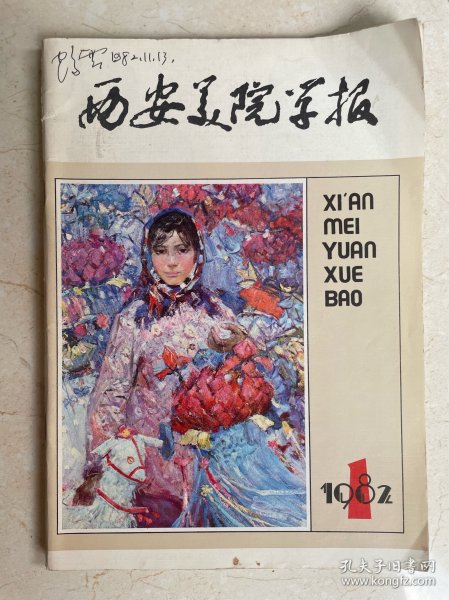 1982.11.13.
西安美院学报
XI'AN
MEI
YUAN
XUE
BAO
1
1982
孔夫子旧书网
www.kongfz.com